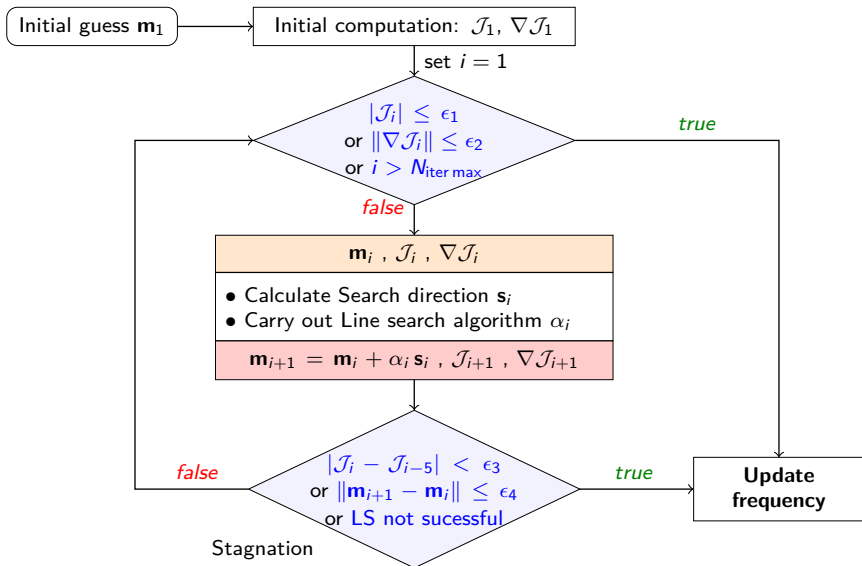 Initial guess m₁
Initial computation: 𝒥₁, ∇𝒥₁
set i = 1
|𝒥ᵢ| ≤ ϵ₁
or ‖∇𝒥ᵢ‖ ≤ ϵ₂
or i > N_iter max
true
false
mᵢ , 𝒥ᵢ , ∇𝒥ᵢ
• Calculate Search direction sᵢ
• Carry out Line search algorithm αᵢ
mᵢ₊₁ = mᵢ + αᵢ sᵢ , 𝒥ᵢ₊₁ , ∇𝒥ᵢ₊₁
|𝒥ᵢ − 𝒥ᵢ₋₅| < ϵ₃
or ‖mᵢ₊₁ − mᵢ‖ ≤ ϵ₄
or LS not sucessful
false
true
Update
frequency
Stagnation